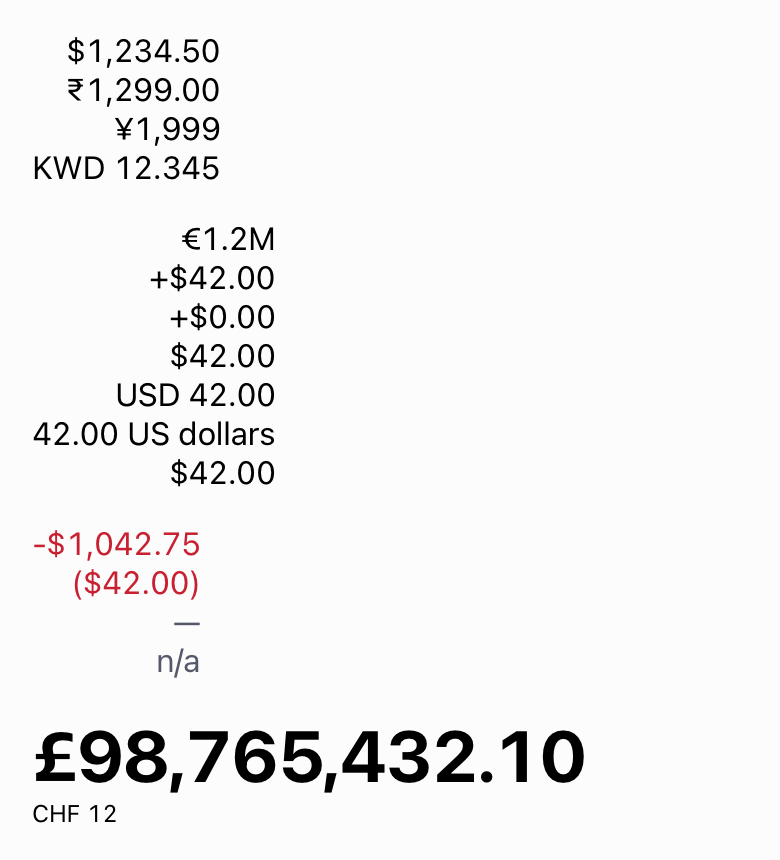 $1,234.50
₹1,299.00
¥1,999
KWD 12.345
€1.2M
+$42.00
+$0.00
$42.00
USD 42.00
42.00 US dollars
$42.00
-$1,042.75
($42.00)
—
n/a
£98,765,432.10
CHF 12